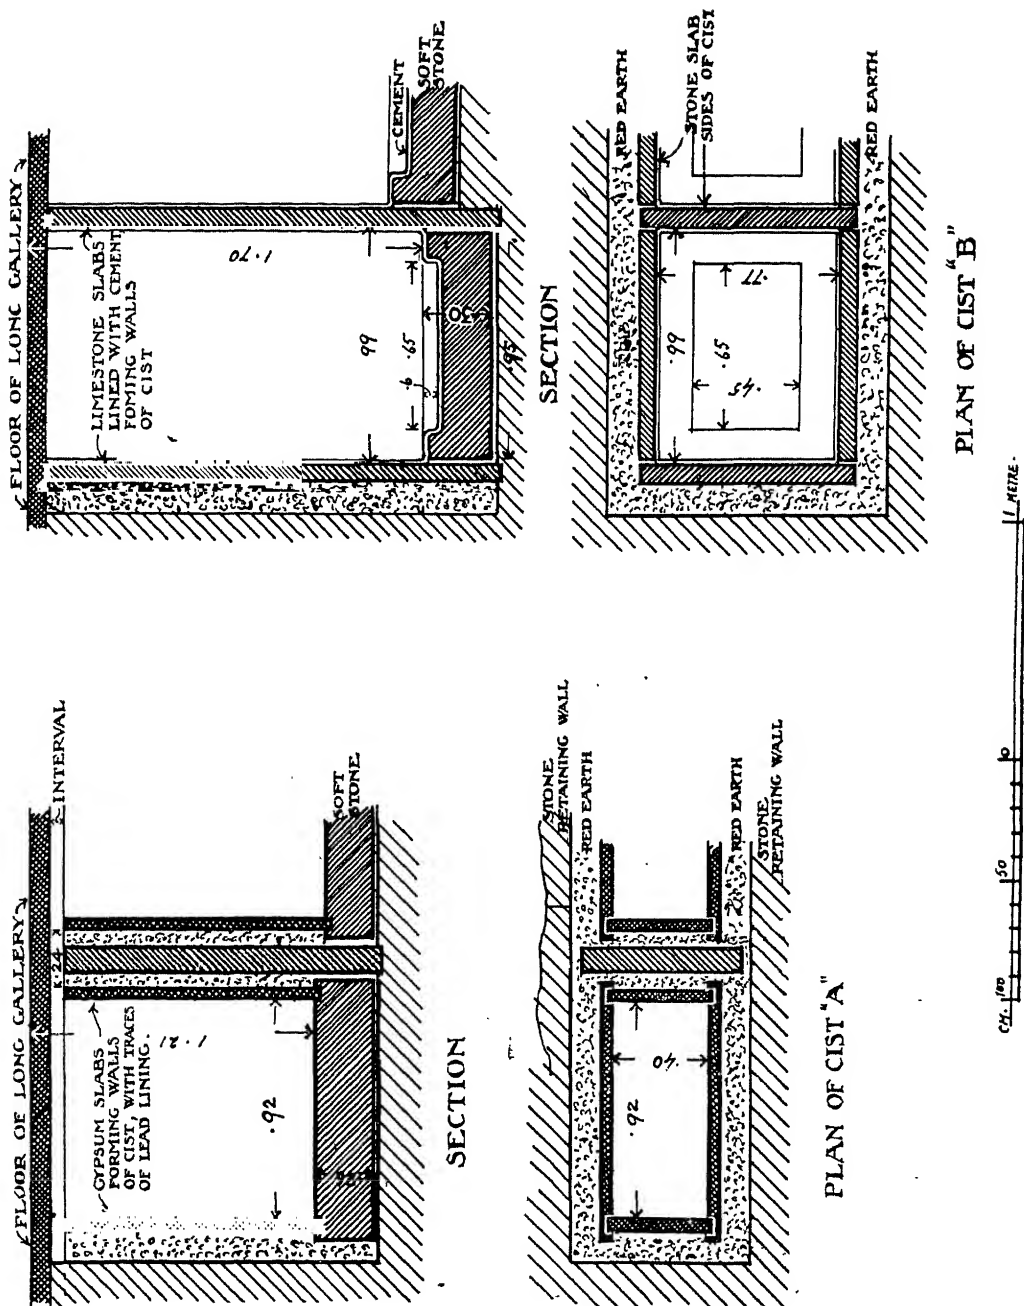 FLOOR OF LONG GALLERY
LIMESTONE SLABS
LINED WITH CEMENT
FOMING WALLS
OF CIST
1·70
CEMENT
SOFT
STONE
.99
.65
.6
.30
.95
SECTION
RED EARTH
STONE SLAB
SIDES OF CIST
RED EARTH
.99
.65
.45
.77
PLAN OF CIST "B"
FLOOR OF LONG GALLERY
INTERVAL
.24
GYPSUM SLABS
FORMING WALLS
OF CIST, WITH TRACES
OF LEAD LINING.
1·21
.92
SOFT
STONE.
SECTION
STONE
RETAINING WALL
RED EARTH
.92
.40
RED EARTH
STONE
RETAINING WALL
PLAN OF CIST "A"
CM. 100
50
0
1 METRE.